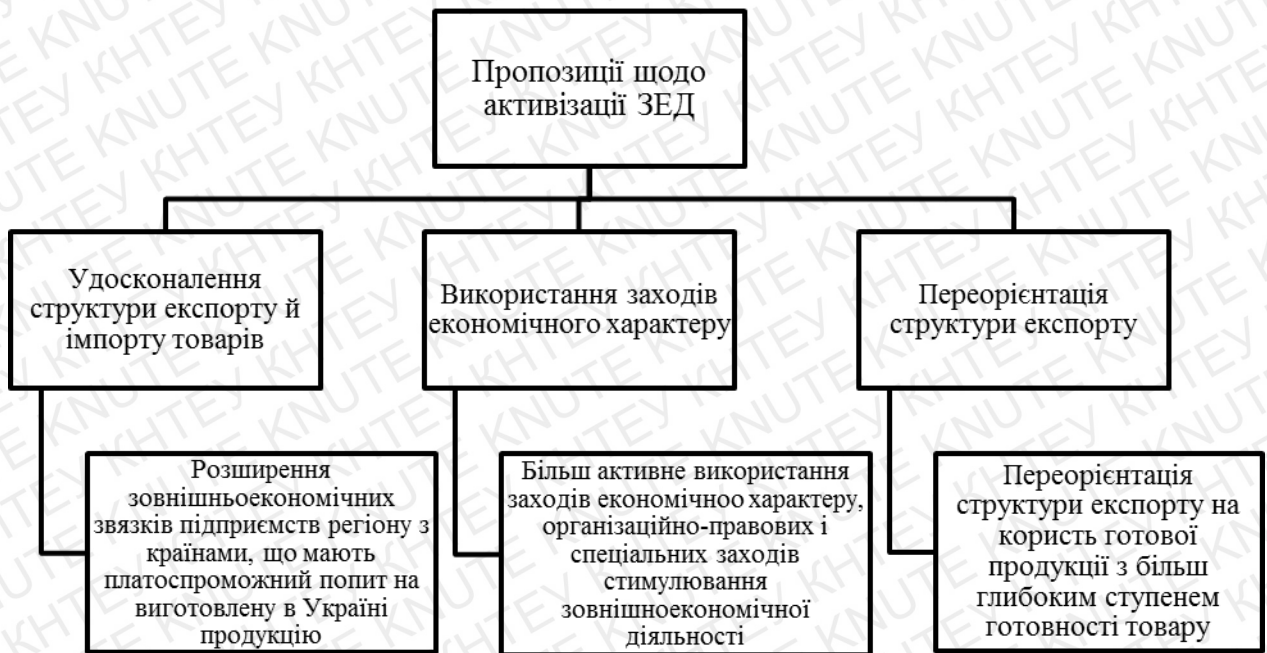 Пропозиції щодо
активізації ЗЕД
Удосконалення
структури експорту й
імпорту товарів
Використання заходів
економічного характеру
Переорієнтація
структури експорту
Розширення
зовнішньоекономічних
звязків підприємств регіону з
країнами, що мають
платоспроможний попит на
виготовлену в Україні
продукцію
Більш активне використання
заходів економічноо характеру,
організаційно-правових і
спеціальних заходів
стимулювання
зовнішноекономічної
діяльності
Переорієнтація
структури експорту на
користь готової
продукції з більш
глибоким ступенем
готовності товару